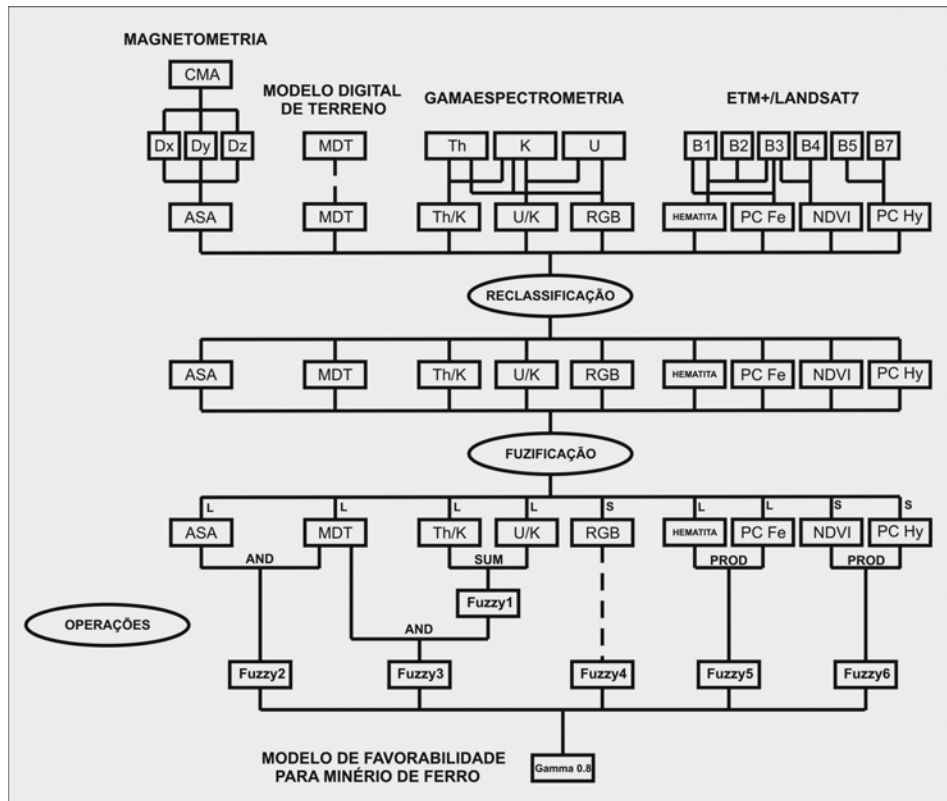 MAGNETOMETRIA
CMA
MODELO DIGITAL
DE TERRENO
GAMAESPECTROMETRIA
ETM+/LANDSAT7
Dx Dy Dz MDT Th K U B1 B2 B3 B4 B5 B7
ASA MDT Th/K U/K RGB HEMATITA PC Fe NDVI PC Hy
RECLASSIFICAÇÃO
ASA MDT Th/K U/K RGB HEMATITA PC Fe NDVI PC Hy
FUZIFICAÇÃO
L L L L S L L S S
ASA MDT Th/K U/K RGB HEMATITA PC Fe NDVI PC Hy
AND SUM PROD PROD
Fuzzy1
OPERAÇÕES
AND
Fuzzy2 Fuzzy3 Fuzzy4 Fuzzy5 Fuzzy6
MODELO DE FAVORABILIDADE
PARA MINÉRIO DE FERRO
Gamma 0.8